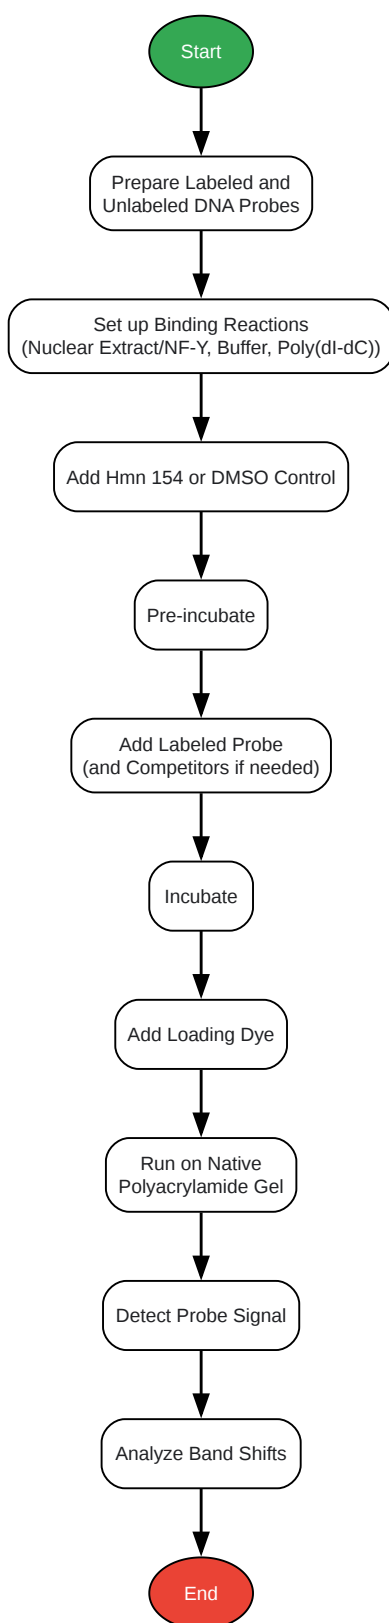 Start
Prepare Labeled and
Unlabeled DNA Probes
Set up Binding Reactions
(Nuclear Extract/NF-Y, Buffer, Poly(dI-dC))
Add Hmn 154 or DMSO Control
Pre-incubate
Add Labeled Probe
(and Competitors if needed)
Incubate
Add Loading Dye
Run on Native
Polyacrylamide Gel
Detect Probe Signal
Analyze Band Shifts
End